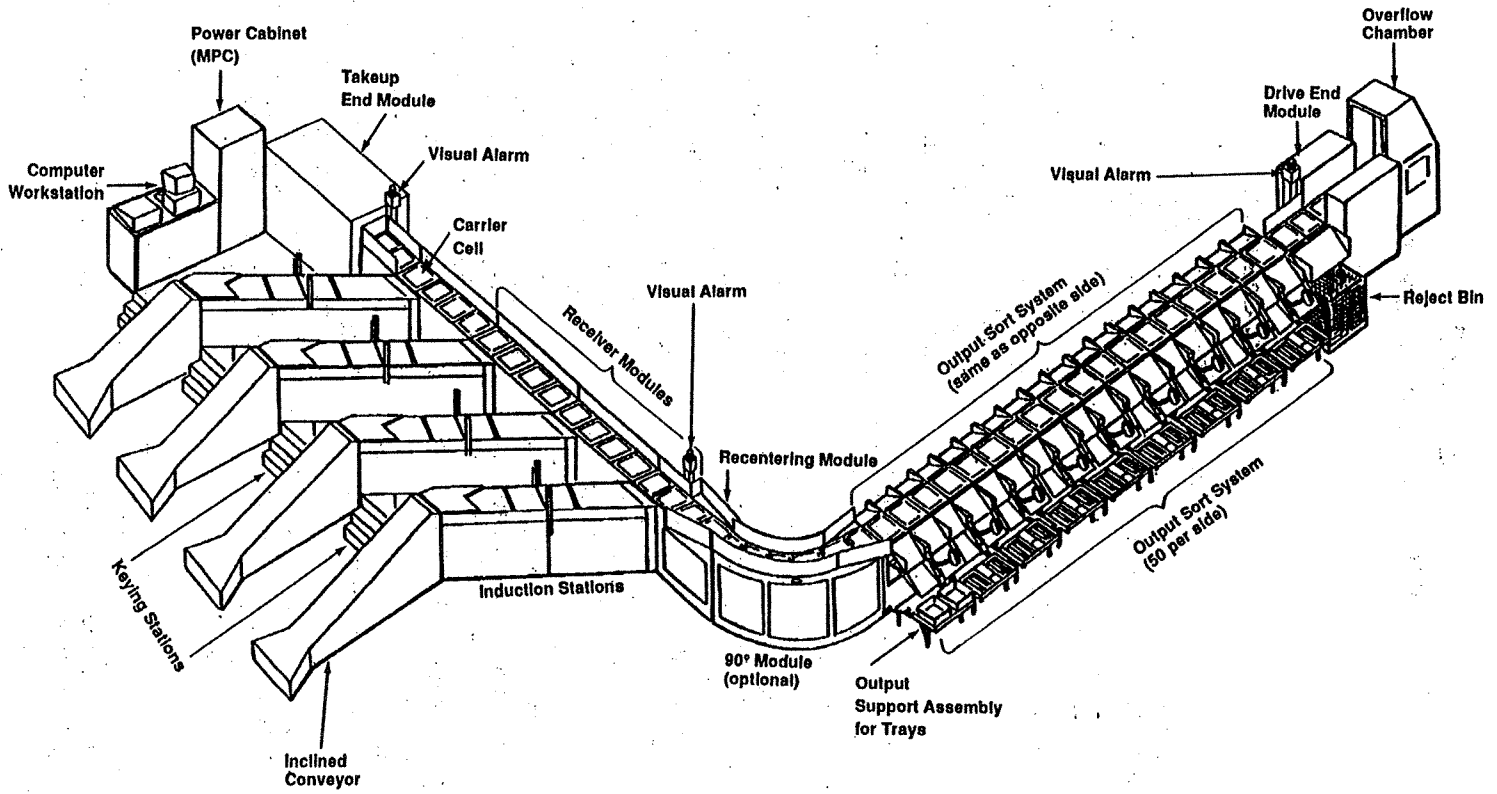 Overflow
Chamber
Power Cabinet
(MPC)
Takeup
End Module
Drive End
Module
Visual Alarm
Visual Alarm
Computer
Workstation
Carrier
Cell
Visual Alarm
Receiver Modules
Output Sort System
(same as opposite side)
Reject Bin
Recentering Module
Output Sort System
(50 per side)
Keying Stations
Induction Stations
90° Module
(optional)
Output
Support Assembly
for Trays
Inclined
Conveyor